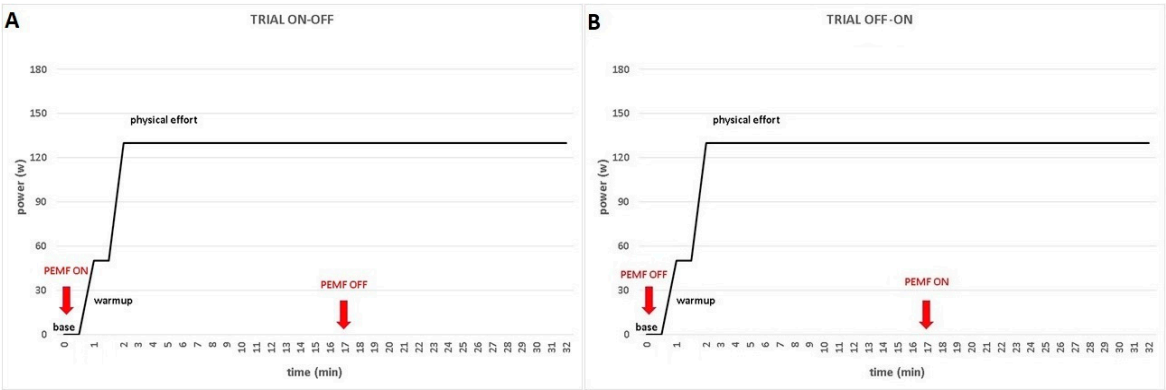 A
TRIAL ON-OFF
180
150
120
90
60
30
0
power (w)
physical effort
PEMF ON
warmup
base
PEMF OFF
0 1 2 3 4 5 6 7 8 9 10 11 12 13 14 15 16 17 18 19 20 21 22 23 24 25 26 27 28 29 30 31 32
time (min)
B
TRIAL OFF-ON
180
150
120
90
60
30
0
power (w)
physical effort
PEMF OFF
warmup
base
PEMF ON
0 1 2 3 4 5 6 7 8 9 10 11 12 13 14 15 16 17 18 19 20 21 22 23 24 25 26 27 28 29 30 31 32
time (min)